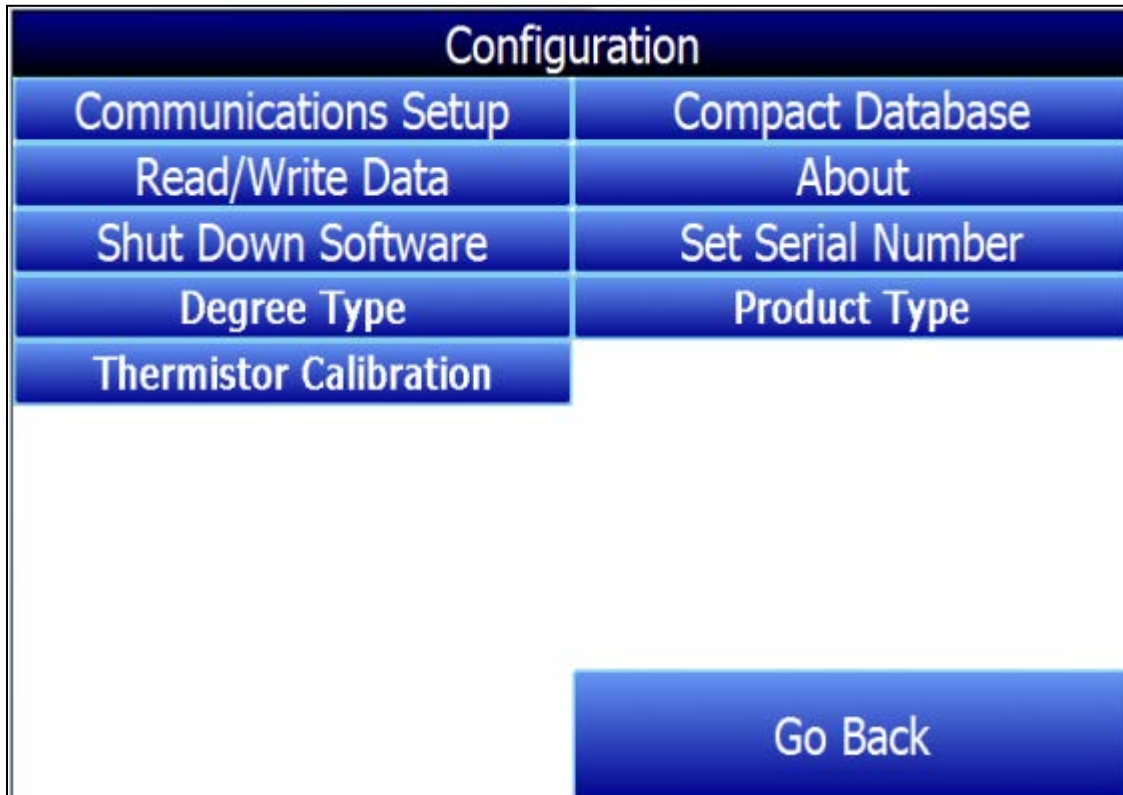 Configuration
Communications Setup
Compact Database
Read/Write Data
About
Shut Down Software
Set Serial Number
Degree Type
Product Type
Thermistor Calibration
Go Back